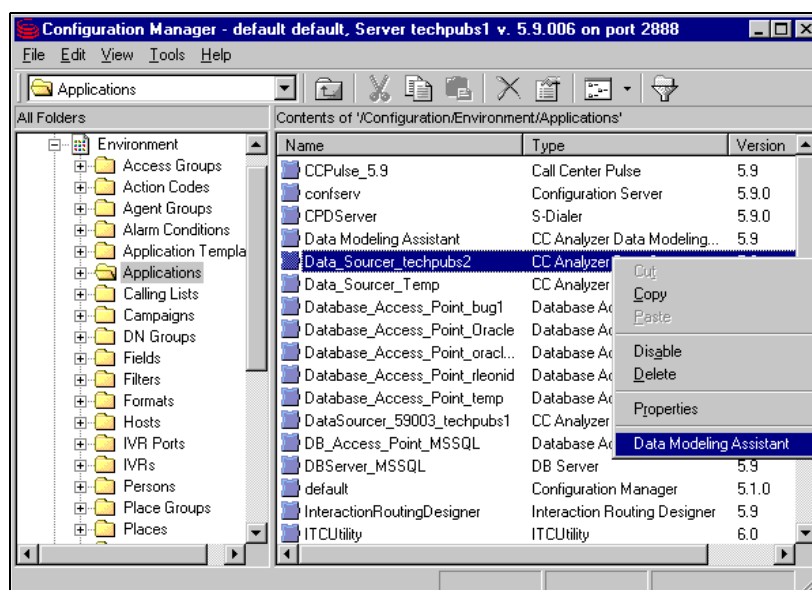 Configuration Manager - default default, Server techpubs1 v. 5.9.006 on port 2888
File Edit View Tools Help
Applications
All Folders
Contents of '/Configuration/Environment/Applications'
Environment
Access Groups
Action Codes
Agent Groups
Alarm Conditions
Application Templa
Applications
Calling Lists
Campaigns
DN Groups
Fields
Filters
Formats
Hosts
IVR Ports
IVRs
Persons
Place Groups
Places
Name Type Version
CCPulse_5.9 Call Center Pulse 5.9
confserv Configuration Server 5.9.0
CPDServer S-Dialer 5.9.0
Data Modeling Assistant CC Analyzer Data Modeling... 5.9
Data_Sourcer_techpubs2 CC Analyzer
Data_Sourcer_Temp CC Analyzer
Database_Access_Point_bug1 Database Ac
Database_Access_Point_Oracle Database Ac
Database_Access_Point_oracl... Database Ac
Database_Access_Point_rleonid Database Ac
Database_Access_Point_temp Database Ac
DataSourcer_59003_techpubs1 CC Analyzer
DB_Access_Point_MSSQL Database Ac
DBServer_MSSQL DB Server 5.9
default Configuration Manager 5.1.0
InteractionRoutingDesigner Interaction Routing Designer 5.9
ITCUtility ITCUtility 6.0
Cut
Copy
Paste
Disable
Delete
Properties
Data Modeling Assistant